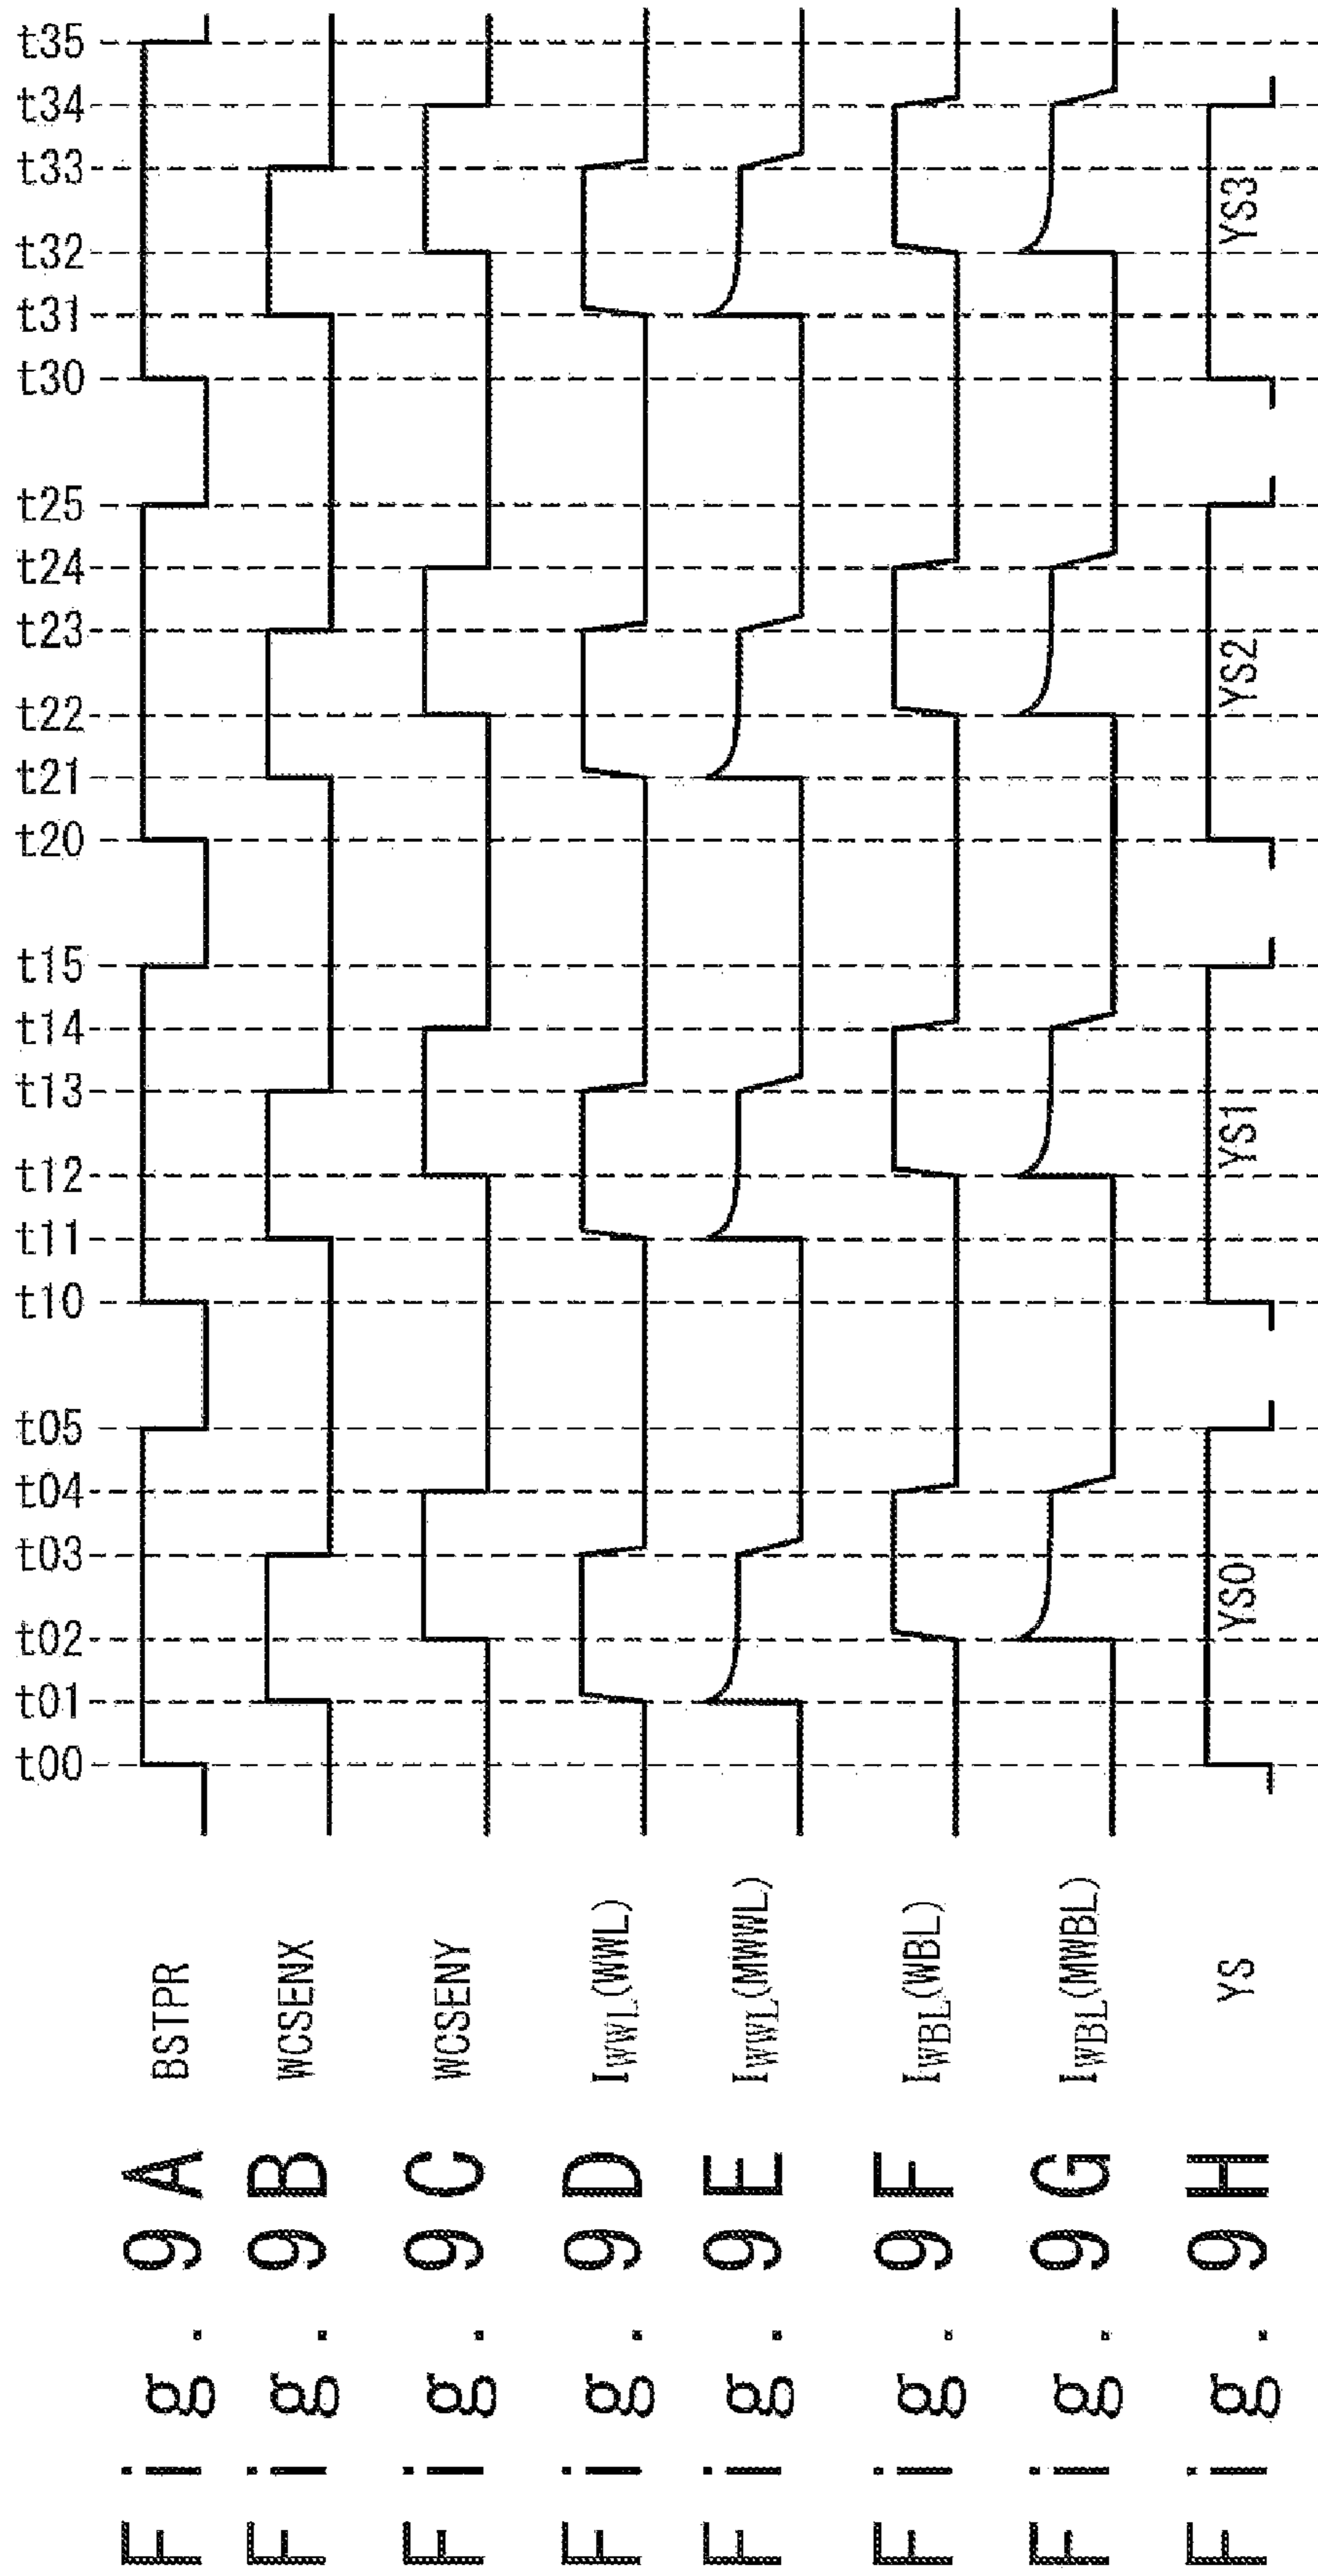 t00 t01 t02 t03 t04 t05 t10 t11 t12 t13 t14 t15 t20 t21 t22 t23 t24 t25 t30 t31 t32 t33 t34 t35
Fig. 9A BSTPR
Fig. 9B WCSENX
Fig. 9C WCSENY
Fig. 9D IWWL(WWL)
Fig. 9E IWWL(MWWL)
Fig. 9F IWBL(WBL)
Fig. 9G IWBL(MWBL)
Fig. 9H YS YS0 YS1 YS2 YS3